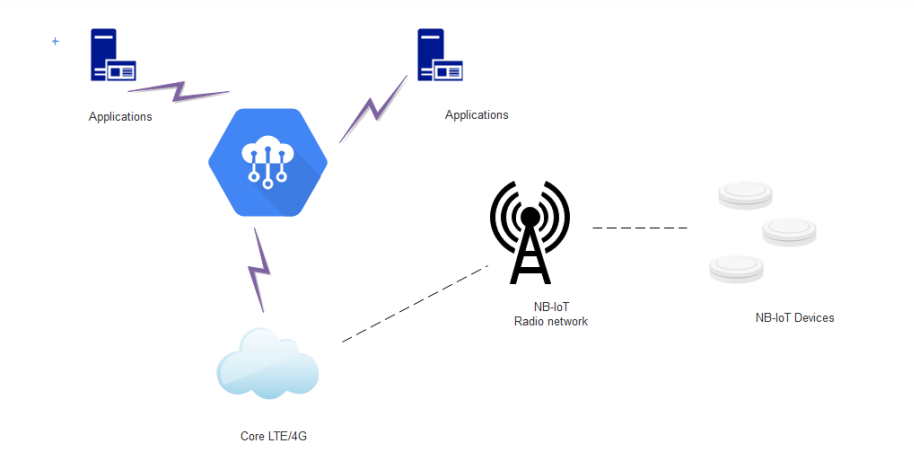 Applications
Applications
NB-IoT
Radio network
NB-IoT Devices
Core LTE/4G